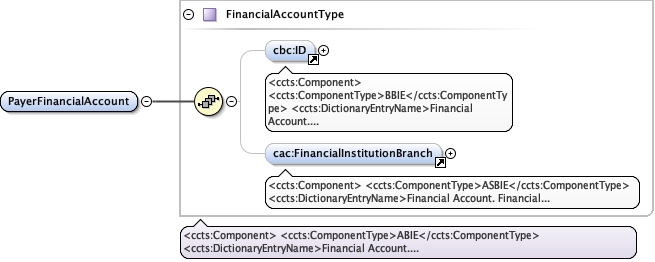 FinancialAccountType
cbc:ID
<ccts:Component>
<ccts:ComponentType>BBIE</ccts:ComponentTy
pe> <ccts:DictionaryEntryName>Financial
Account....
PayerFinancialAccount
cac:FinancialInstitutionBranch
<ccts:Component> <ccts:ComponentType>ASBIE</ccts:ComponentType>
<ccts:DictionaryEntryName>Financial Account. Financial...
<ccts:Component> <ccts:ComponentType>ABIE</ccts:ComponentType>
<ccts:DictionaryEntryName>Financial Account....